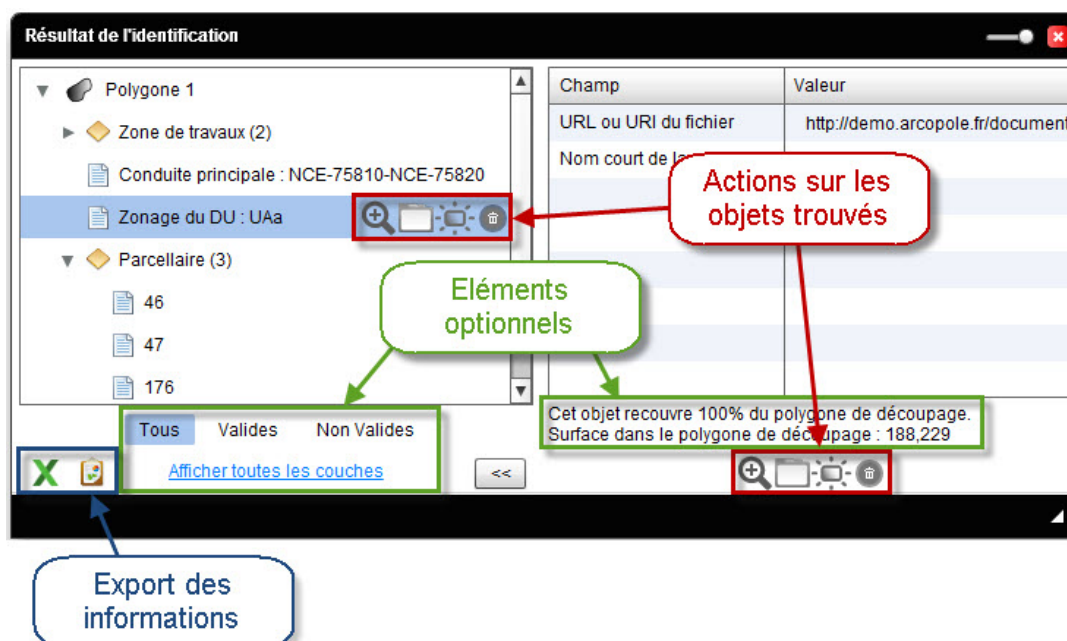 Résultat de l'identification
Polygone 1
Zone de travaux (2)
Conduite principale : NCE-75810-NCE-75820
Zonage du DU : UAa
Parcellaire (3)
46
47
176
Champ Valeur
URL ou URI du fichier http://demo.arcopole.fr/document
Nom court de la
Actions sur les
objets trouvés
Eléments
optionnels
Tous Valides Non Valides
Afficher toutes les couches
<<
Cet objet recouvre 100% du polygone de découpage.
Surface dans le polygone de découpage : 188,229
Export des
informations